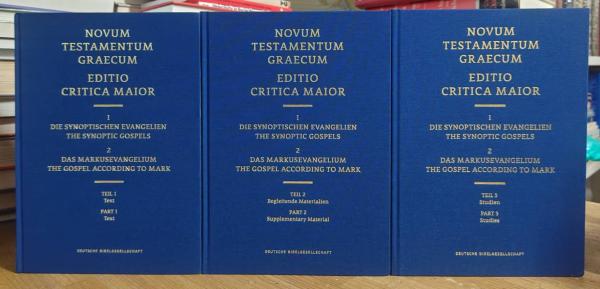 NOVUM
TESTAMENTUM
GRAECUM
EDITIO
CRITICA MAIOR
I
DIE SYNOPTISCHEN EVANGELIEN
THE SYNOPTIC GOSPELS
2
DAS MARKUSEVANGELIUM
THE GOSPEL ACCORDING TO MARK
TEIL 1
Text
PART 1
Text
DEUTSCHE BIBELGESELLSCHAFT
NOVUM
TESTAMENTUM
GRAECUM
EDITIO
CRITICA MAIOR
I
DIE SYNOPTISCHEN EVANGELIEN
THE SYNOPTIC GOSPELS
2
DAS MARKUSEVANGELIUM
THE GOSPEL ACCORDING TO MARK
TEIL 2
Begleitende Materialien
PART 2
Supplementary Material
DEUTSCHE BIBELGESELLSCHAFT
NOVUM
TESTAMENTUM
GRAECUM
EDITIO
CRITICA MAIOR
I
DIE SYNOPTISCHEN EVANGELIEN
THE SYNOPTIC GOSPELS
2
DAS MARKUSEVANGELIUM
THE GOSPEL ACCORDING TO MARK
TEIL 3
Studien
PART 3
Studies
DEUTSCHE BIBELGESELLSCHAFT